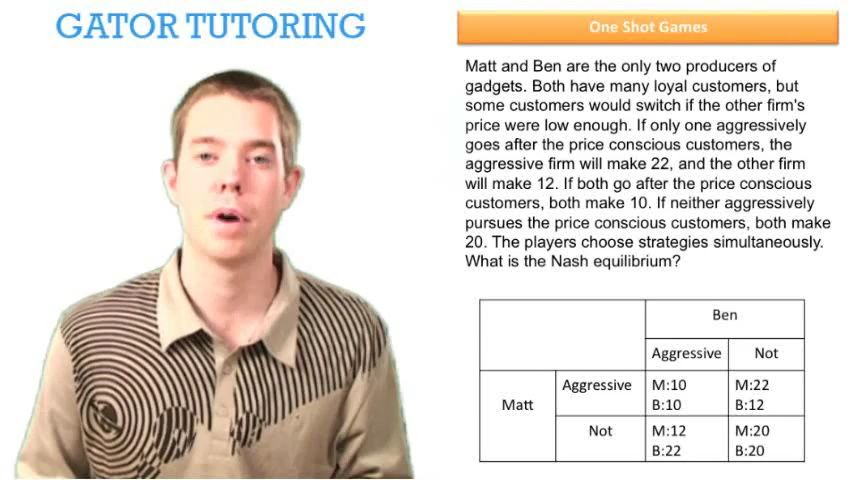 GATOR TUTORING
One Shot Games
Matt and Ben are the only two producers of
gadgets. Both have many loyal customers, but
some customers would switch if the other firm's
price were low enough. If only one aggressively
goes after the price conscious customers, the
aggressive firm will make 22, and the other firm
will make 12. If both go after the price conscious
customers, both make 10. If neither aggressively
pursues the price conscious customers, both make
20. The players choose strategies simultaneously.
What is the Nash equilibrium?
Ben
Aggressive Not
Matt
Aggressive M:10 M:22
B:10 B:12
Not M:12 M:20
B:22 B:20